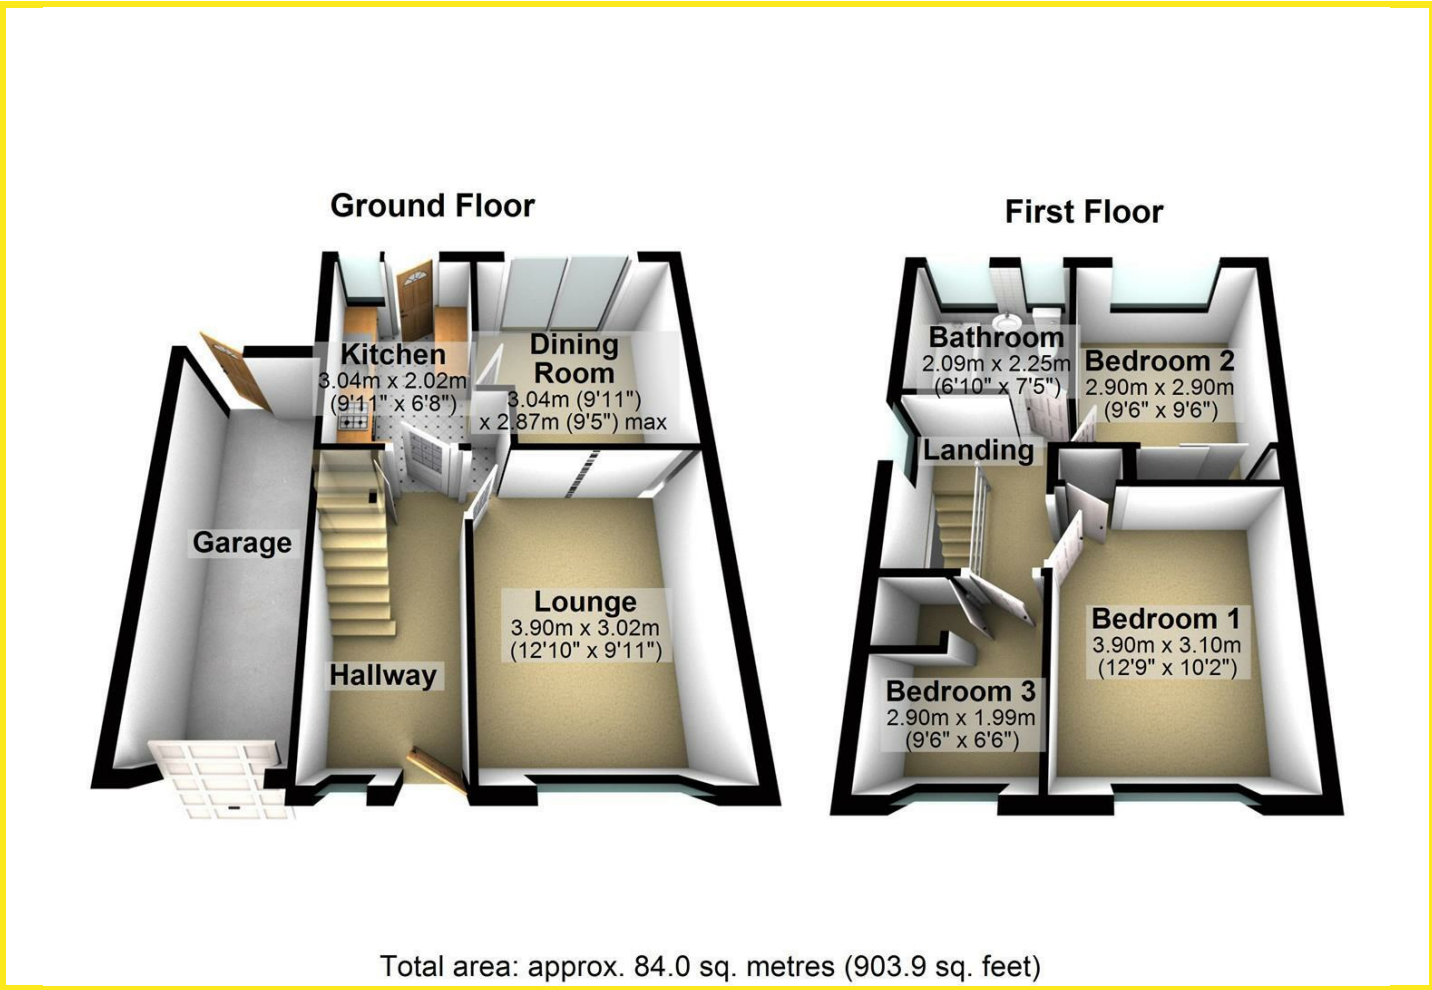 Ground Floor
Kitchen
3.04m x 2.02m
(9'11" x 6'8")
Dining
Room
3.04m (9'11")
x 2.87m (9'5") max
Garage
Lounge
3.90m x 3.02m
(12'10" x 9'11")
Hallway
First Floor
Bathroom
2.09m x 2.25m
(6'10" x 7'5")
Bedroom 2
2.90m x 2.90m
(9'6" x 9'6")
Landing
Bedroom 1
3.90m x 3.10m
(12'9" x 10'2")
Bedroom 3
2.90m x 1.99m
(9'6" x 6'6")
Total area: approx. 84.0 sq. metres (903.9 sq. feet)